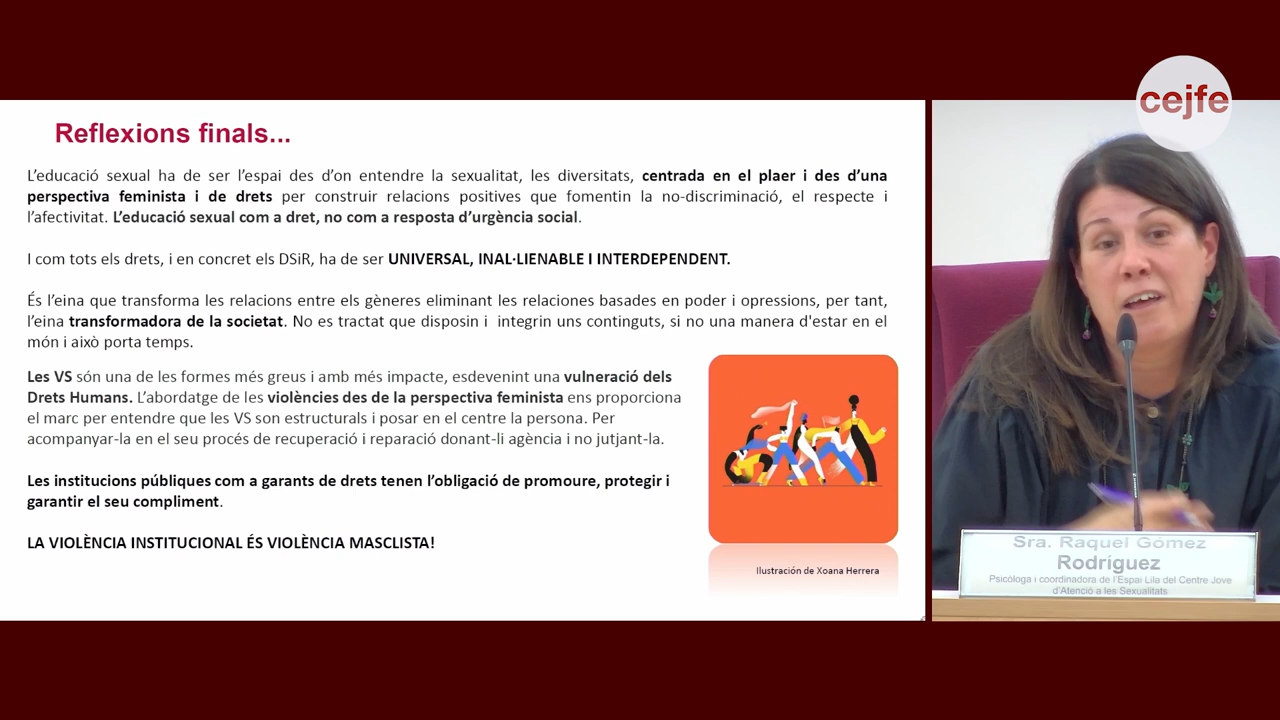 cejfe
Reflexions finals...
L’educació sexual ha de ser l’espai des d’on entendre la sexualitat, les diversitats, centrada en el plaer i des d’una
perspectiva feminista i de drets per construir relacions positives que fomentin la no-discriminació, el respecte i
l’afectivitat. L’educació sexual com a dret, no com a resposta d’urgència social.
I com tots els drets, i en concret els DSiR, ha de ser UNIVERSAL, INAL·LIENABLE I INTERDEPENDENT.
És l’eina que transforma les relacions entre els gèneres eliminant les relaciones basades en poder i opressions, per tant,
l’eina transformadora de la societat. No es tractat que disposin i integrin uns continguts, si no una manera d'estar en el
món i això porta temps.
Les VS són una de les formes més greus i amb més impacte, esdevenint una vulneració dels
Drets Humans. L’abordatge de les violències des de la perspectiva feminista ens proporciona
el marc per entendre que les VS son estructurals i posar en el centre la persona. Per
acompanyar-la en el seu procés de recuperació i reparació donant-li agència i no jutjant-la.
Les institucions públiques com a garants de drets tenen l’obligació de promoure, protegir i
garantir el seu compliment.
LA VIOLÈNCIA INSTITUCIONAL ÉS VIOLÈNCIA MASCLISTA!
Ilustración de Xoana Herrera
Sra. Raquel Gómez
Rodríguez
Psicòloga i coordinadora de l'Espai Lila del Centre Jove
d'Atenció a les Sexualitats